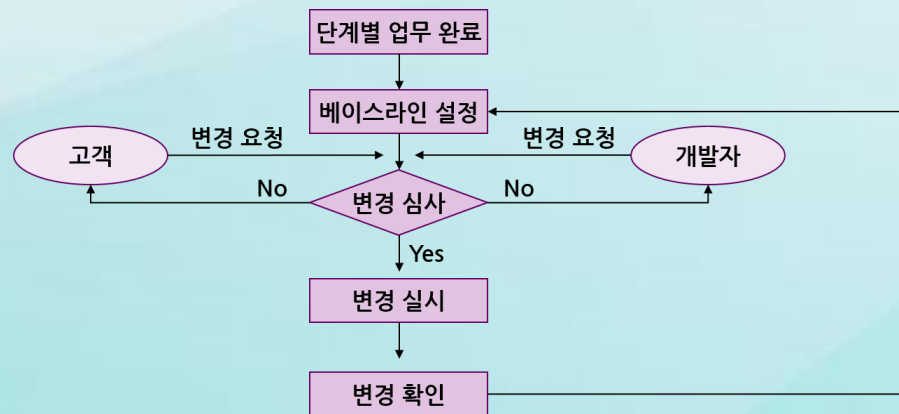 단계별 업무 완료
베이스라인 설정
변경 요청
변경 요청
고객
개발자
No
변경 심사
No
Yes
변경 실시
변경 확인